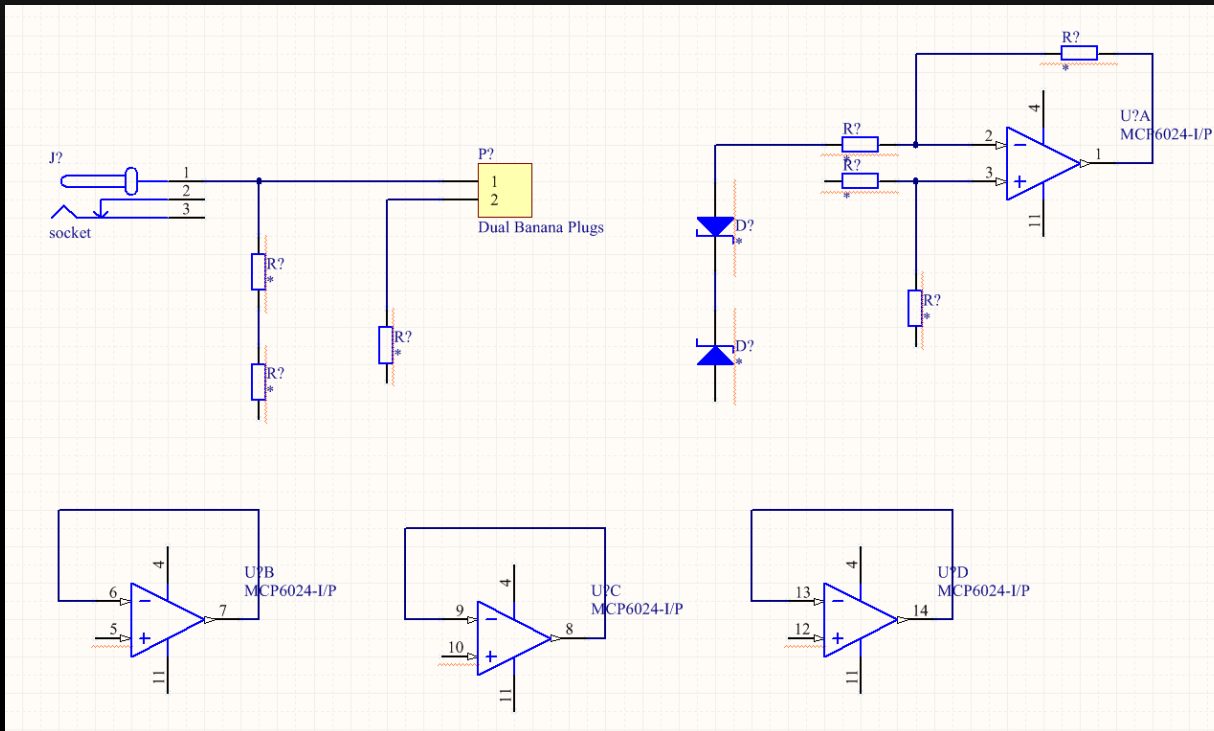 R?
*
4
U?A
MCP6024-I/P
2
1
3
11
R?
*
R?
*
J?
1
2
3
socket
P?
1
2
Dual Banana Plugs
D?
*
R?
*
R?
*
R?
*
D?
*
R?
*
4
U?B
MCP6024-I/P
6
7
5
11
4
U?C
MCP6024-I/P
9
8
10
11
4
U?D
MCP6024-I/P
13
14
12
11